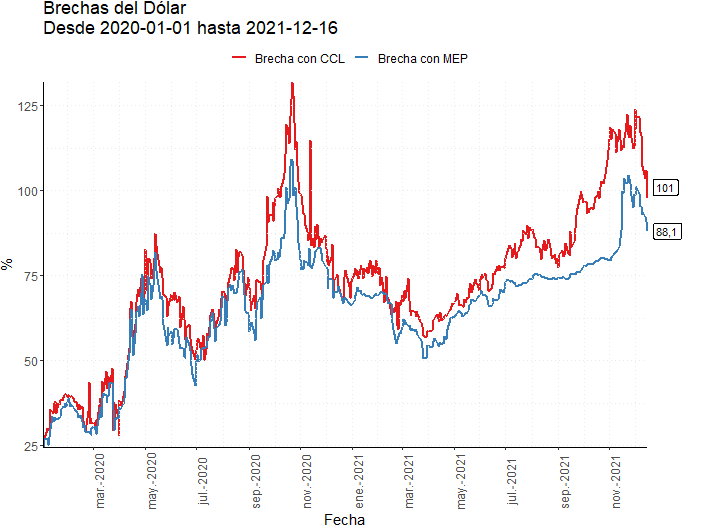 Brechas del Dólar
Desde 2020-01-01 hasta 2021-12-16
Brecha con CCL
Brecha con MEP
125
100
75
50
25
%
101
88,1
mar.-2020
may.-2020
jul.-2020
sep.-2020
nov.-2020
ene.-2021
mar.-2021
may.-2021
jul.-2021
sep.-2021
nov.-2021
Fecha